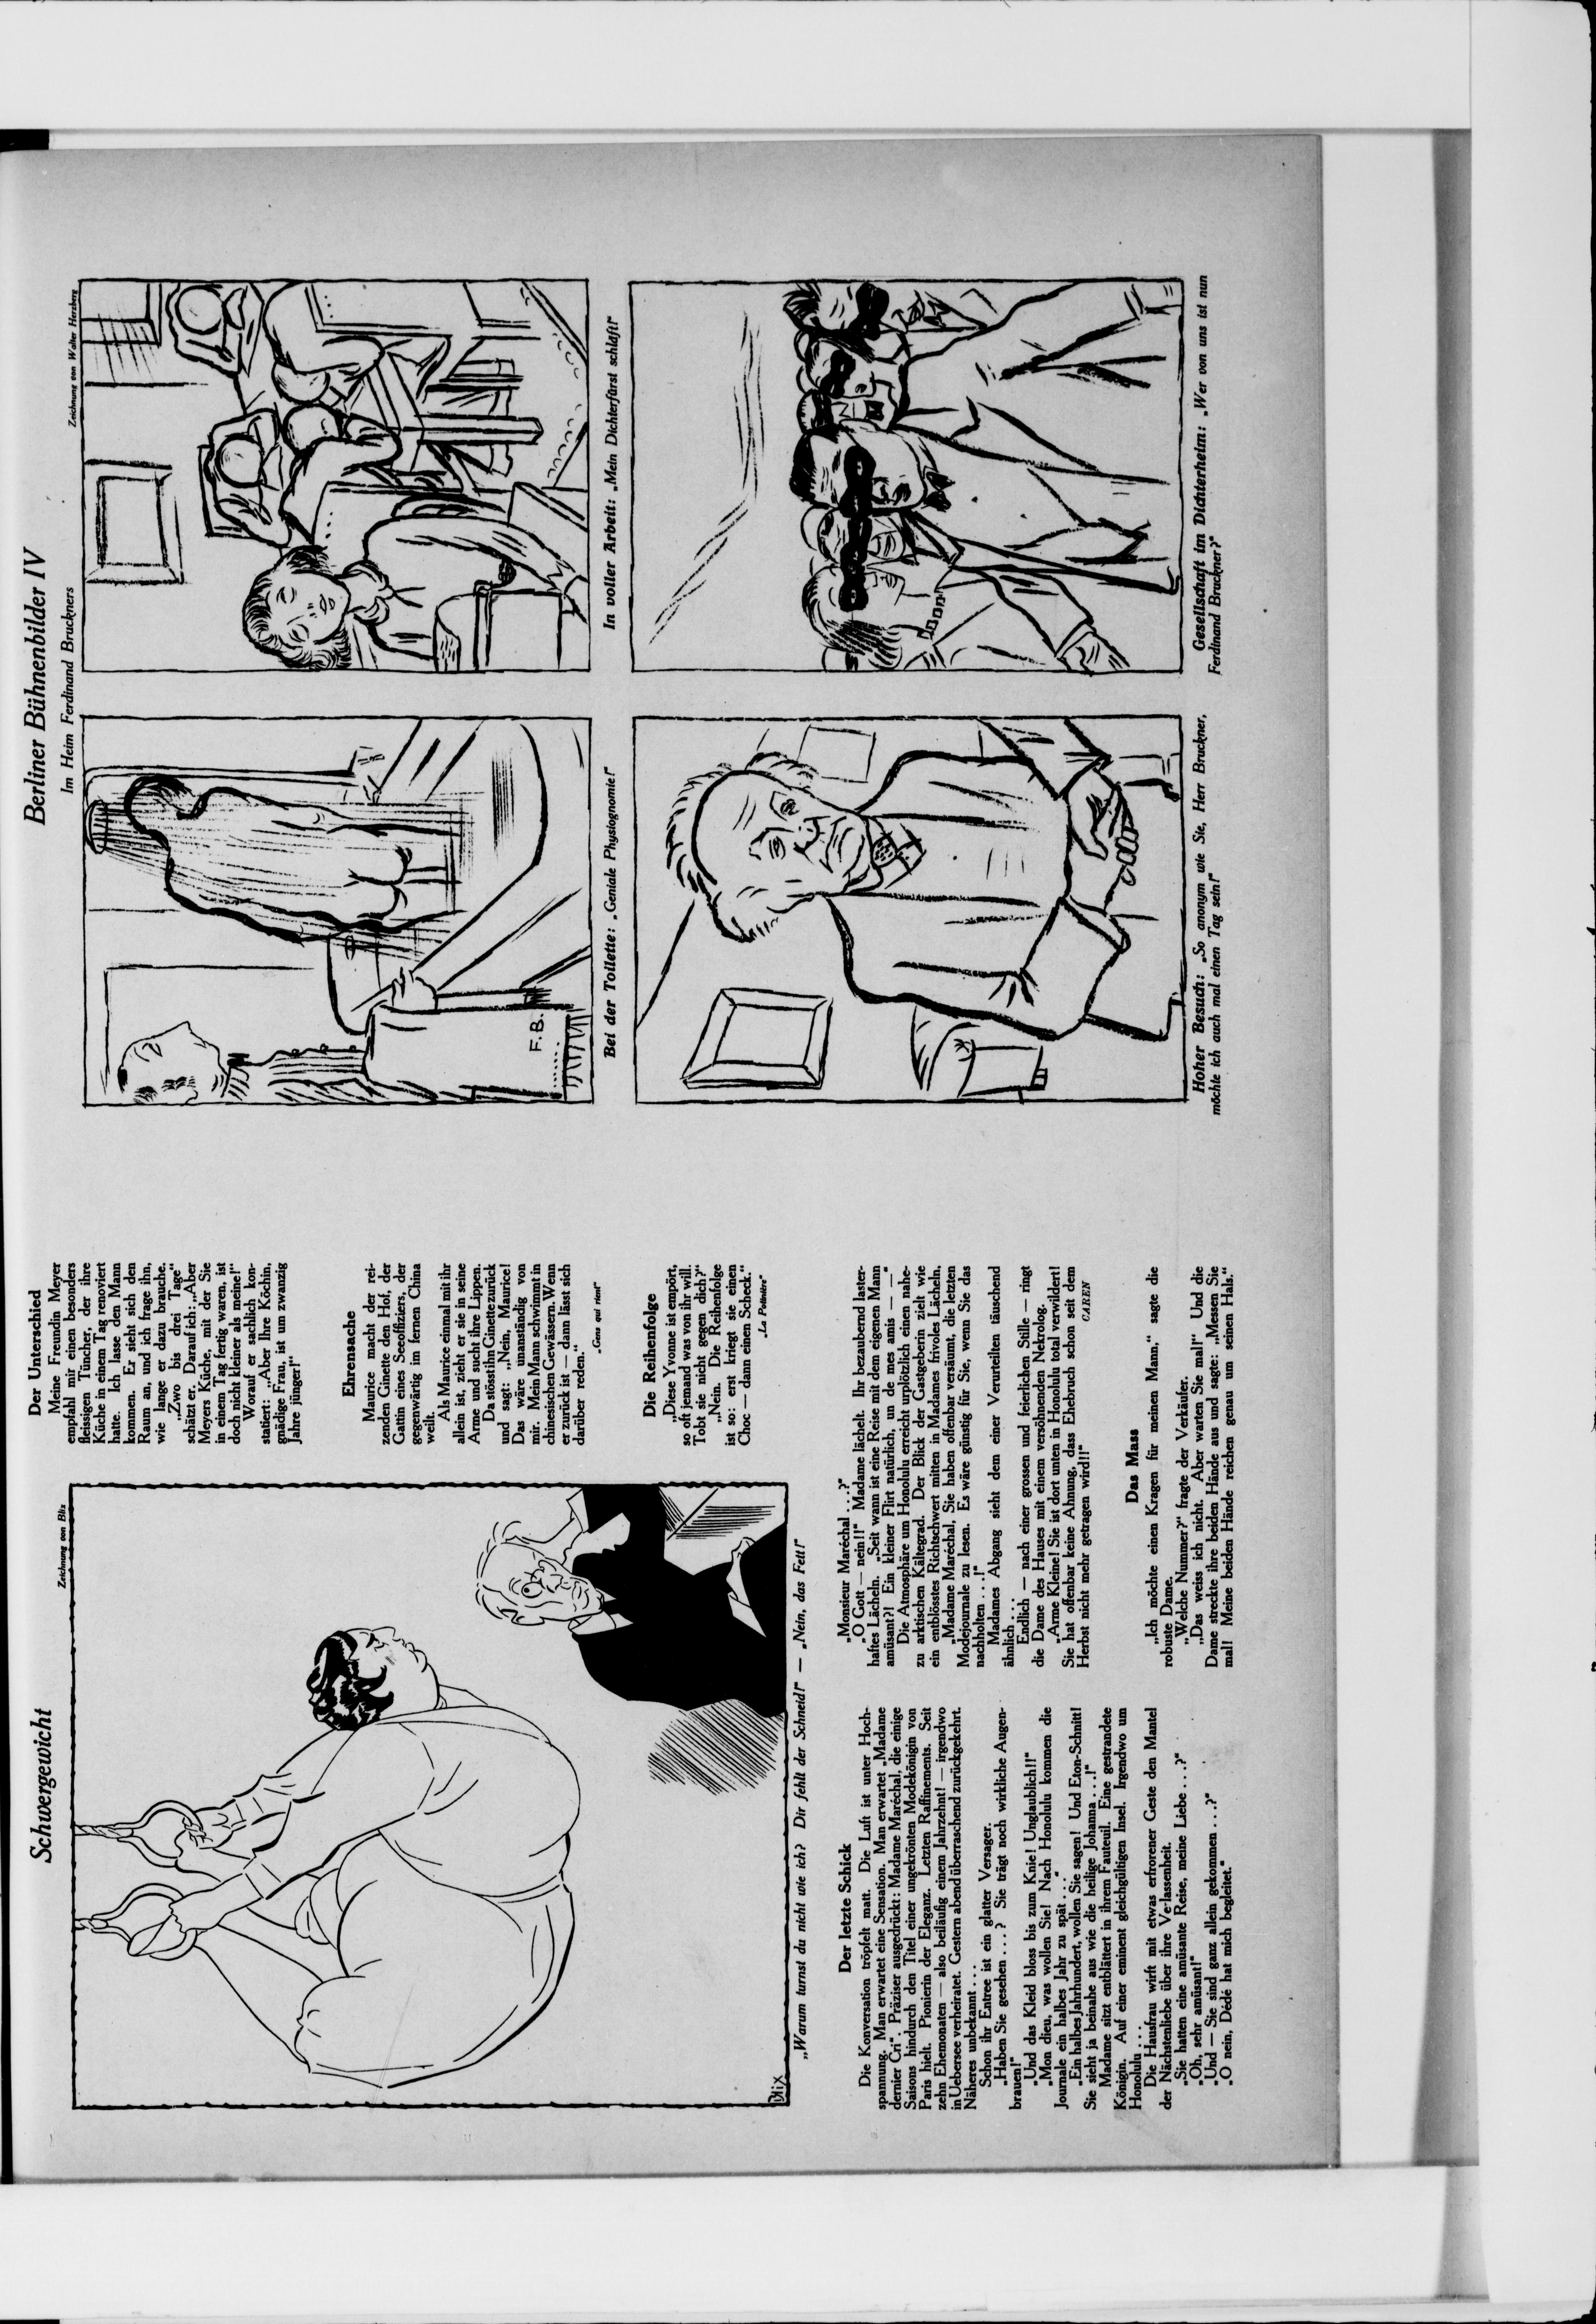 Schwergewicht
Zeichnung von Blix
Blix
„Warum turnst du nicht wie ich? Dir fehlt der Schneid!“ — „Nein, das Fett!“
Der Unterschied
Meine Freundin Meyer
empfahl mir einen besonders
fleissigen Tüncher, der ihre
Küche in einem Tag renoviert
hatte. Ich lasse den Mann
kommen. Er sieht sich den
Raum an, und ich frage ihn,
wie lange er dazu brauche.
„Zwo bis drei Tage“
schätzt er. Darauf ich: „Aber
Meyers Küche, mit der Sie
in einem Tag fertig waren, ist
doch nicht kleiner als meine!“
Worauf er sachlich kon-
statiert: „Aber Ihre Köchin,
gnädige Frau, ist um zwanzig
Jahre jünger!“
Ehrensache
Maurice macht der rei-
zenden Ginette den Hof, der
Gattin eines Seeoffiziers, der
gegenwärtig im fernen China
weilt.
Als Maurice einmal mit ihr
allein ist, zieht er sie in seine
Arme und sucht ihre Lippen.
Da stösst ihn Ginette zurück
und sagt: „Nein, Maurice!
Das wäre unanständig von
mir. Mein Mann schwimmt in
chinesischen Gewässern. Wenn
er zurück ist — dann lässt sich
darüber reden.“
„Gens qui rient“
Die Reihenfolge
„Diese Yvonne ist empört,
so oft jemand was von ihr will.
Tobt sie nicht gegen dich?“
„Nein. Die Reihenfolge
ist so: erst kriegt sie einen
Choc — dann einen Scheck.“
„La Patinière“
Der letzte Schick
Die Konversation tröpfelt matt. Die Luft ist unter Hoch-
spannung. Man erwartet eine Sensation. Man erwartet „Madame
dernier Cri“. Präziser ausgedrückt: Madame Maréchal, die einige
Saisons hindurch den Titel einer ungekrönten Modekönigin von
Paris hielt. Pionierin der Eleganz. Letzten Raffinements. Seit
zehn Ehemonaten — also beiläufig einem Jahrzehnt! — irgendwo
in Uebersee verheiratet. Gestern abend überraschend zurückgekehrt.
Näheres unbekannt . . .
Schon ihr Entree ist ein glatter Versager.
„Haben Sie gesehen . . . ? Sie trägt noch wirkliche Augen-
brauen!“
„Und das Kleid bloss bis zum Knie! Unglaublich!!“
„Mon dieu, was wollen Sie! Nach Honolulu kommen die
Journale ein halbes Jahr zu spät . . .“
„Ein halbes Jahrhundert, wollen Sie sagen! Und Eton-Schnitt!
Sie sieht ja beinahe aus wie die heilige Johanna . . .!“
Madame sitzt entblättert in ihrem Fauteuil. Eine gestrandete
Königin. Auf einer eminent gleichgültigen Insel. Irgendwo um
Honolulu . . .
Die Hausfrau wirft mit etwas erfrorener Geste den Mantel
der Nächstenliebe über ihre Verlassenheit.
„Sie hatten eine amüsante Reise, meine Liebe . . .?“
„Oh, sehr amüsant!“
„Und — Sie sind ganz allein gekommen . . .?“
„O nein, Dédé hat mich begleitet.“
„Monsieur Maréchal . . .?“
„O Gott — nein!!“ Madame lächelt. Ihr bezaubernd laster-
haftes Lächeln. „Seit wann ist eine Reise mit dem eigenen Mann
amüsant?! Ein kleiner Flirt natürlich, un de mes amis — —“
Die Atmosphäre um Honolulu erreicht urplötzlich einen nahe-
zu arktischen Kältegrad. Der Blick der Gastgeberin zielt wie
ein entblösstes Richtschwert mitten in Madames frivoles Lächeln.
„Madame Maréchal, Sie haben offenbar versäumt, die letzten
Modejournale zu lesen. Es wäre günstig für Sie, wenn Sie das
nachholten . . .!“
Madames Abgang sieht dem einer Verurteilten täuschend
ähnlich . . .
Endlich — nach einer grossen und feierlichen Stille — ringt
die Dame des Hauses mit einem versöhnenden Nekrolog.
„Arme Kleine! Sie ist dort unten in Honolulu total verwildert!
Sie hat offenbar keine Ahnung, dass Ehebruch schon seit dem
Herbst nicht mehr getragen wird!!“
CAREN
Das Mass
„Ich möchte einen Kragen für meinen Mann,“ sagte die
robuste Dame.
„Welche Nummer?“ fragte der Verkäufer.
„Das weiss ich nicht. Aber warten Sie mal!“ Und die
Dame streckte ihre beiden Hände aus und sagte: „Messen Sie
mal! Meine beiden Hände reichen genau um seinen Hals.“
Berliner Bühnenbilder IV
Im Heim Ferdinand Bruckners
Zeichnung von Walter Herzberg
F.B.
Bei der Toilette: „Geniale Physiognomie!“
In voller Arbeit: „Mein Dichterfürst schläft!“
Hoher Besuch: „So anonym wie Sie, Herr Bruckner,
möchte ich auch mal einen Tag sein!“
Gesellschaft im Dichterheim: „Wer von uns ist nun
Ferdinand Bruckner?“